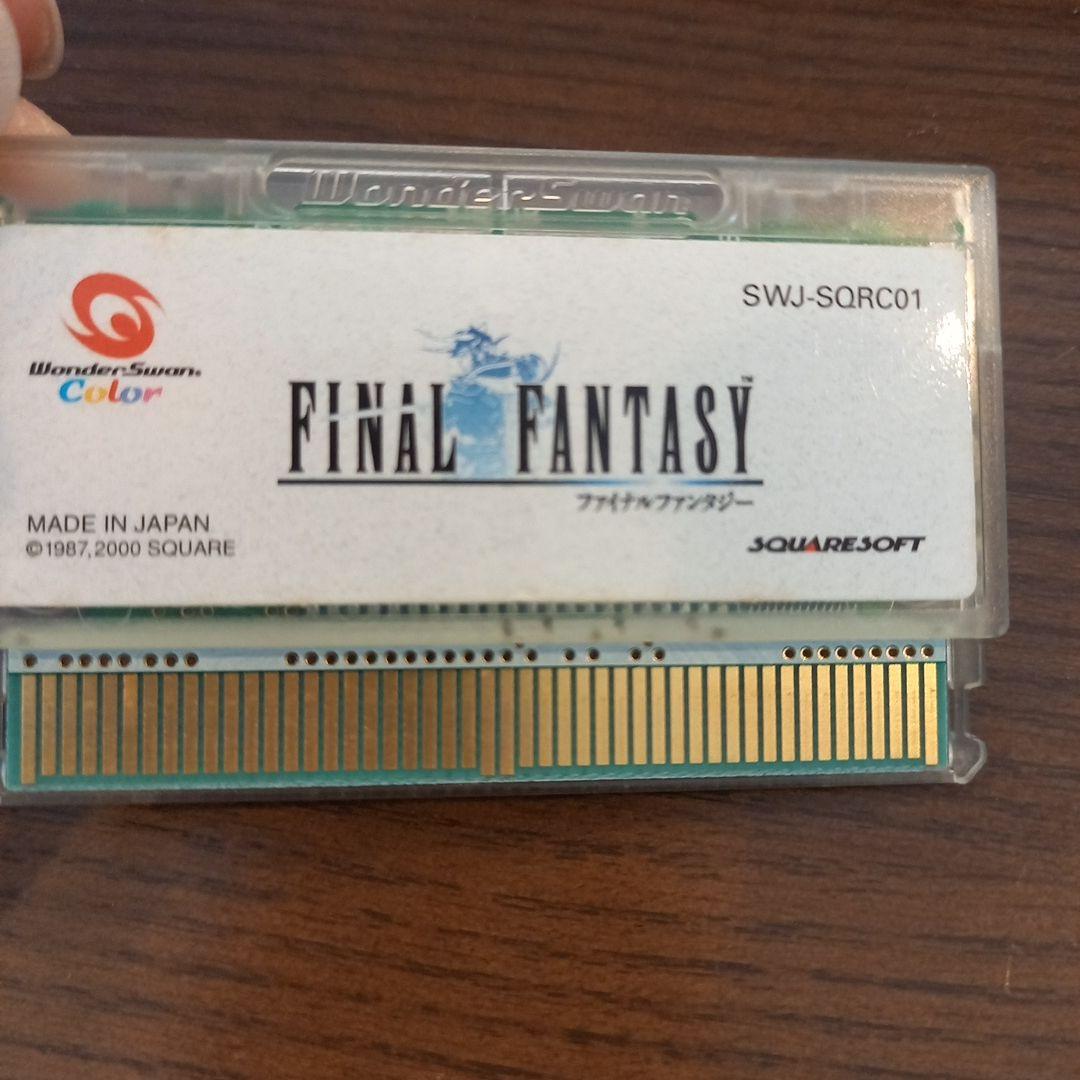 WonderSwan
SWJ-SQRC01
WonderSwan
Color
FINAL FANTASY™
ファイナルファンタジー
MADE IN JAPAN
©1987,2000 SQUARE
SQUARESOFT